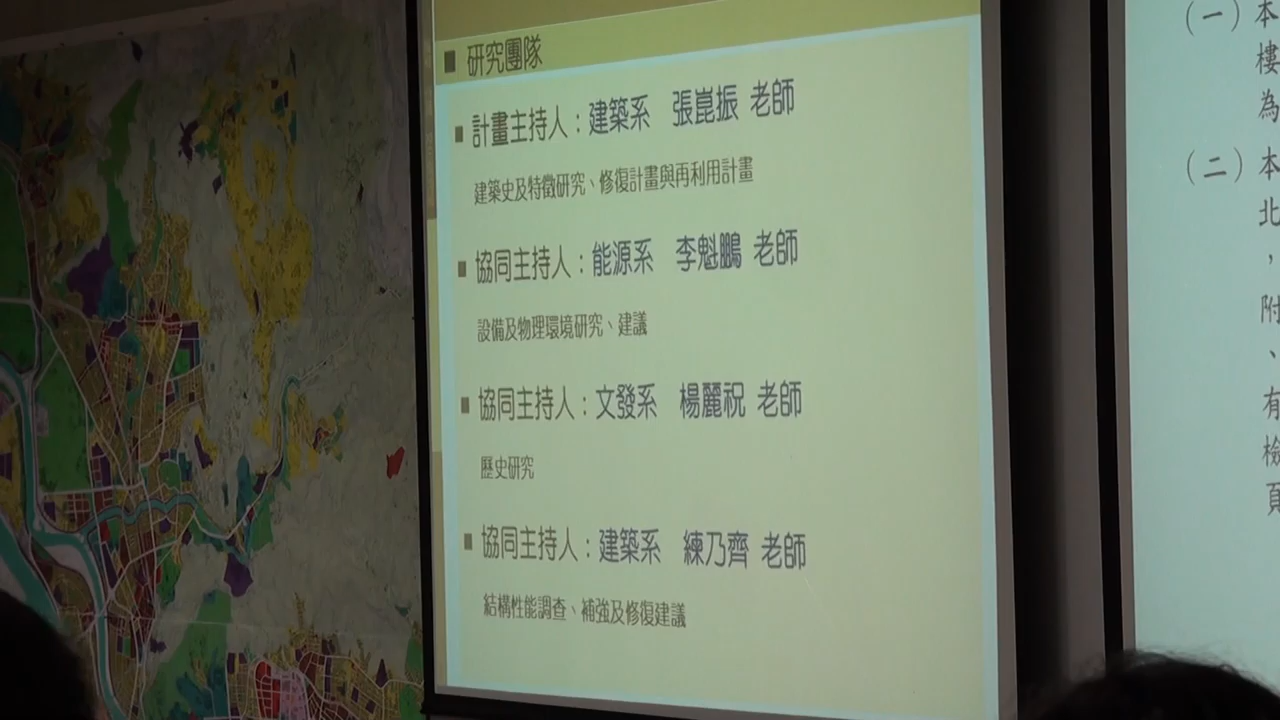 ■ 研究團隊
■ 計畫主持人：建築系 張崑振 老師
建築史及特徵研究、修復計畫與再利用計畫
■ 協同主持人：能源系 李魁鵬 老師
設備及物理環境研究、建議
■ 協同主持人：文發系 楊麗祝 老師
歷史研究
■ 協同主持人：建築系 練乃齊 老師
結構性能調查、補強及修復建議
（一）本
樓
為
（二）本
北
，
附
、
有
檢
頁